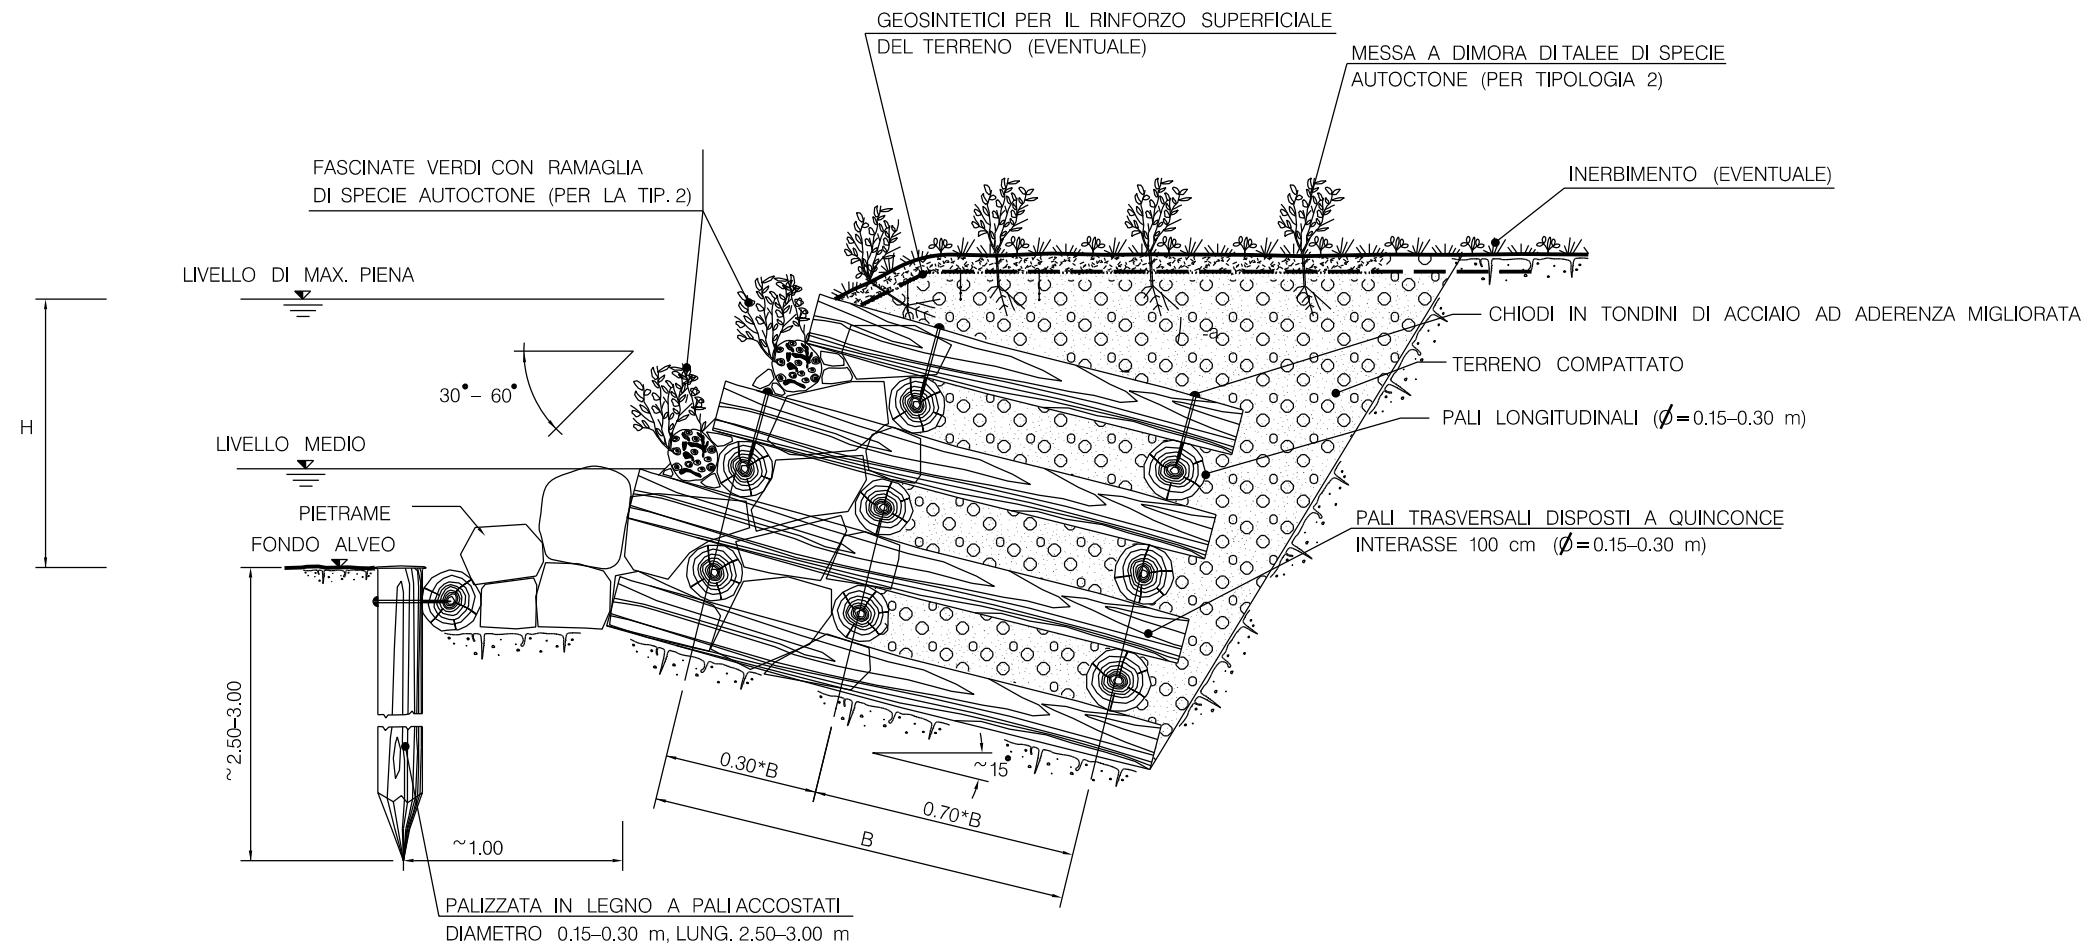 GEOSINTETICI PER IL RINFORZO SUPERFICIALE
DEL TERRENO (EVENTUALE)
MESSA A DIMORA DI TALEE DI SPECIE
AUTOCTONE (PER TIPOLOGIA 2)
FASCINATE VERDI CON RAMAGLIA
DI SPECIE AUTOCTONE (PER LA TIP. 2)
INERBIMENTO (EVENTUALE)
LIVELLO DI MAX. PIENA
CHIODI IN TONDINI DI ACCIAIO AD ADERENZA MIGLIORATA
TERRENO COMPATTATO
30° – 60°
PALI LONGITUDINALI (Ø = 0.15–0.30 m)
H
LIVELLO MEDIO
PIETRAME
PALI TRASVERSALI DISPOSTI A QUINCONCE
INTERASSE 100 cm (Ø = 0.15–0.30 m)
FONDO ALVEO
~2.50–3.00
0.30*B
~15°
0.70*B
B
~1.00
PALIZZATA IN LEGNO A PALI ACCOSTATI
DIAMETRO 0.15–0.30 m, LUNG. 2.50–3.00 m